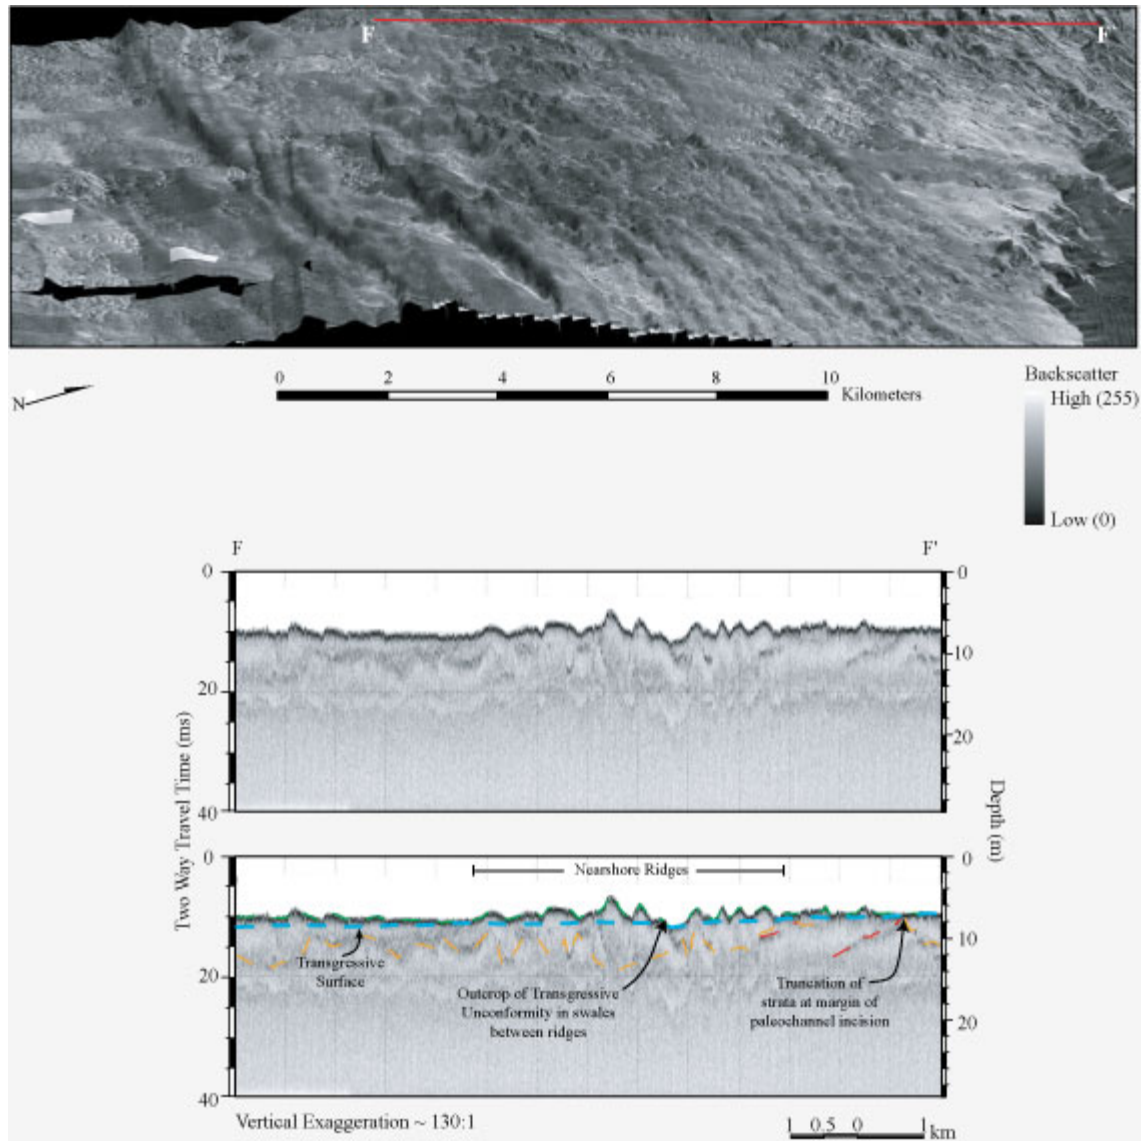 F F'
N
0 2 4 6 8 10
Kilometers
Backscatter
High (255)
Low (0)
F F'
0 0
10
20
20
40
Two Way Travel Time (ms)
Depth (m)
0 0
Nearshore Ridges
10
Transgressive
Surface
20
Outcrop of Transgressive
Unconformity in swales
between ridges
Truncation of
strata at margin of
paleochannel incision
20
40
Vertical Exaggeration ~ 130:1
1 0.5 0 1
km